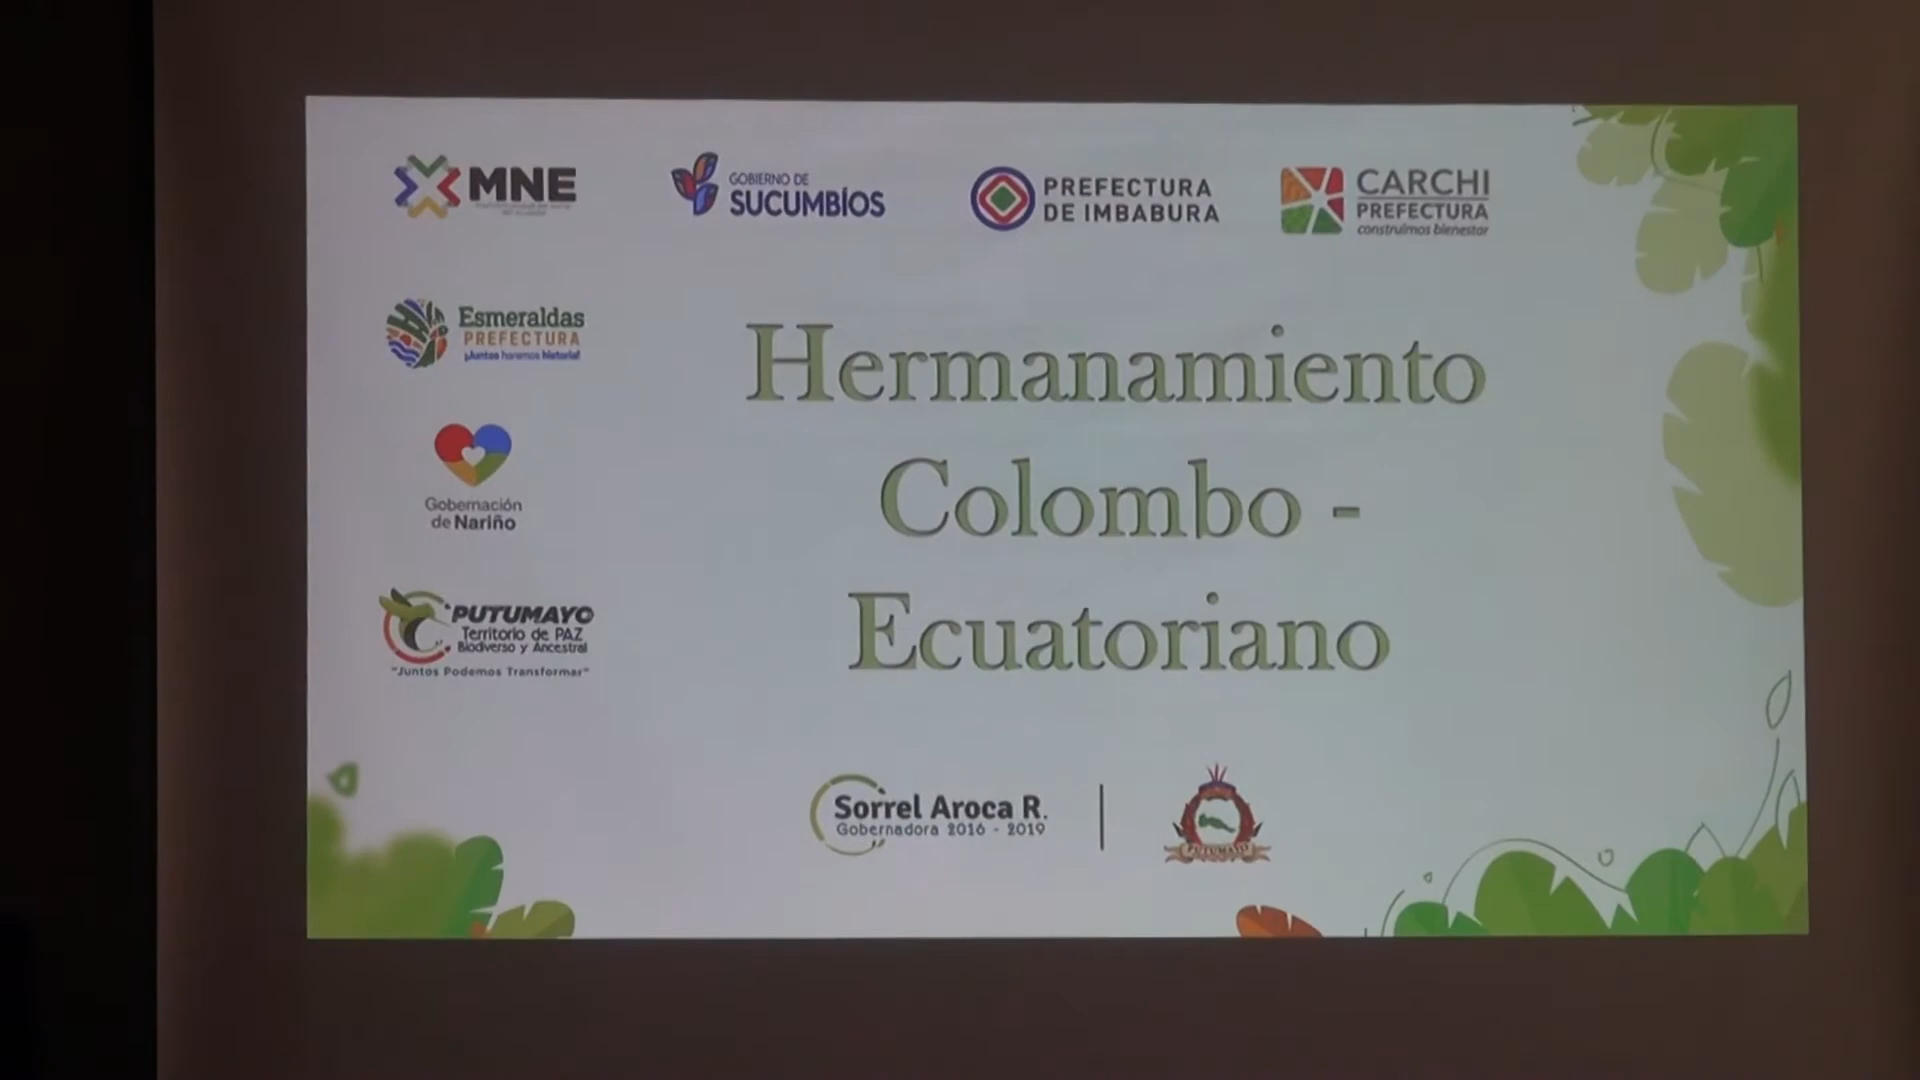 MNE
GOBIERNO DE
SUCUMBÍOS
PREFECTURA
DE IMBABURA
CARCHI
PREFECTURA
construimos bienestar
Esmeraldas
PREFECTURA
¡Juntos haremos historia!
Gobernación
de Nariño
PUTUMAYO
Territorio de PAZ
Biodiverso y Ancestral
"Juntos Podemos Transformar"
Hermanamiento
Colombo -
Ecuatoriano
Sorrel Aroca R.
Gobernadora 2016 - 2019
PUTUMAYO